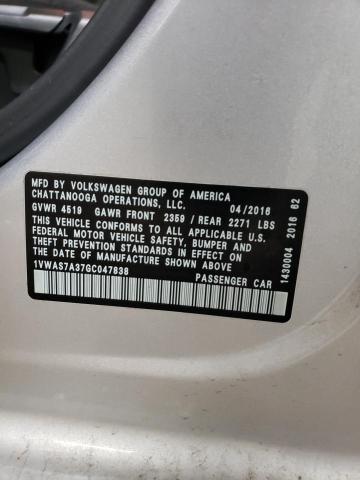 MFD BY VOLKSWAGEN GROUP OF AMERICA
CHATTANOOGA OPERATIONS, LLC. 04/2016
GVWR 4519 GAWR FRONT 2359 / REAR 2271 LBS
THIS VEHICLE CONFORMS TO ALL APPLICABLE U.S.
FEDERAL MOTOR VEHICLE SAFETY, BUMPER AND
THEFT PREVENTION STANDARDS IN EFFECT ON
THE DATE OF MANUFACTURE SHOWN ABOVE
1VWAS7A37GC047838 PASSENGER CAR
1430004 2016 62